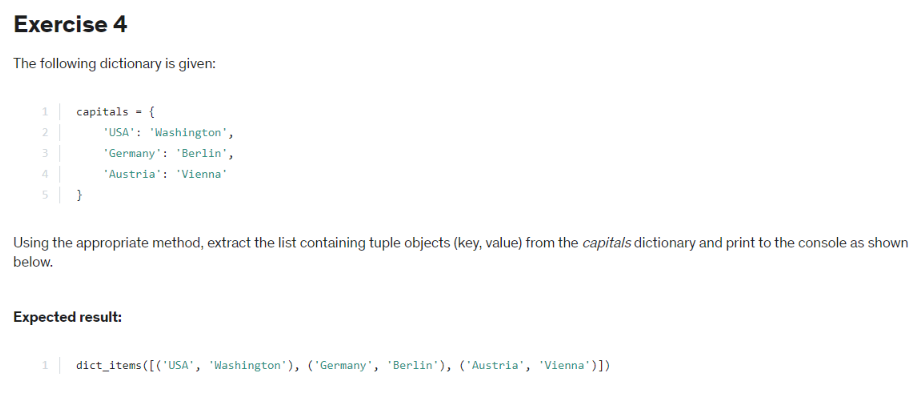 Exercise 4
The following dictionary is given:
1 capitals = {
2 'USA': 'Washington',
3 'Germany': 'Berlin',
4 'Austria': 'Vienna'
5 }
Using the appropriate method, extract the list containing tuple objects (key, value) from the capitals dictionary and print to the console as shown
below.
Expected result:
1 dict_items([('USA', 'Washington'), ('Germany', 'Berlin'), ('Austria', 'Vienna')])